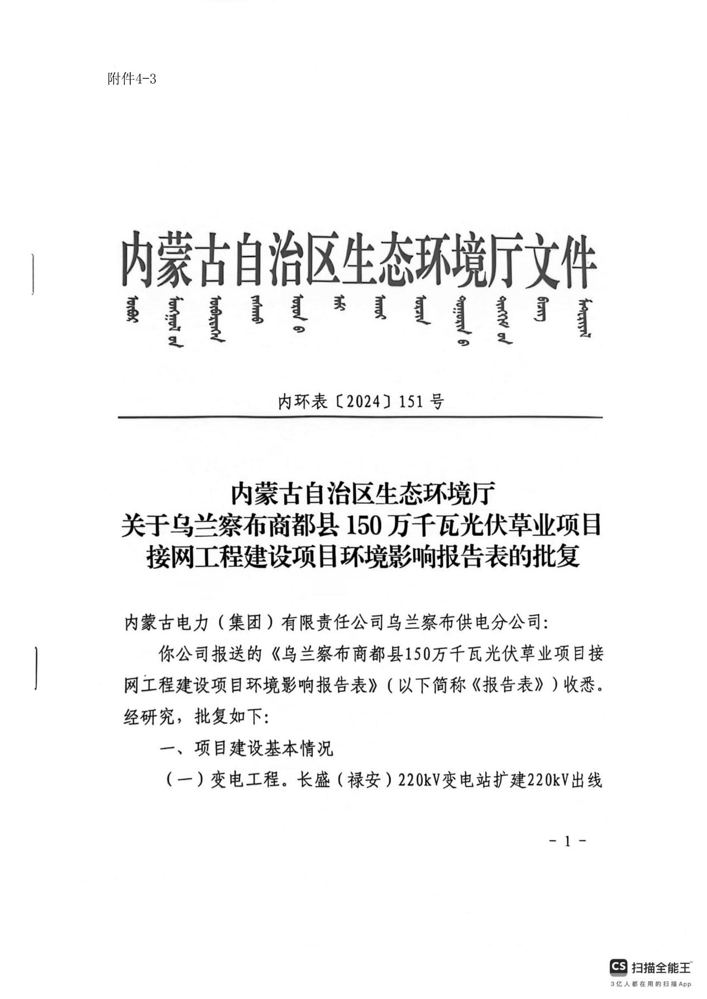 附件4-3
内蒙古自治区生态环境厅文件
内环表〔2024〕151 号
内蒙古自治区生态环境厅
关于乌兰察布商都县 150 万千瓦光伏草业项目
接网工程建设项目环境影响报告表的批复
内蒙古电力（集团）有限责任公司乌兰察布供电分公司：
你公司报送的《乌兰察布商都县150万千瓦光伏草业项目接
网工程建设项目环境影响报告表》（以下简称《报告表》）收悉。
经研究，批复如下：
一、项目建设基本情况
（一）变电工程。长盛（禄安）220kV变电站扩建220kV出线
- 1 -
CS 扫描全能王™
3亿人都在用的扫描App